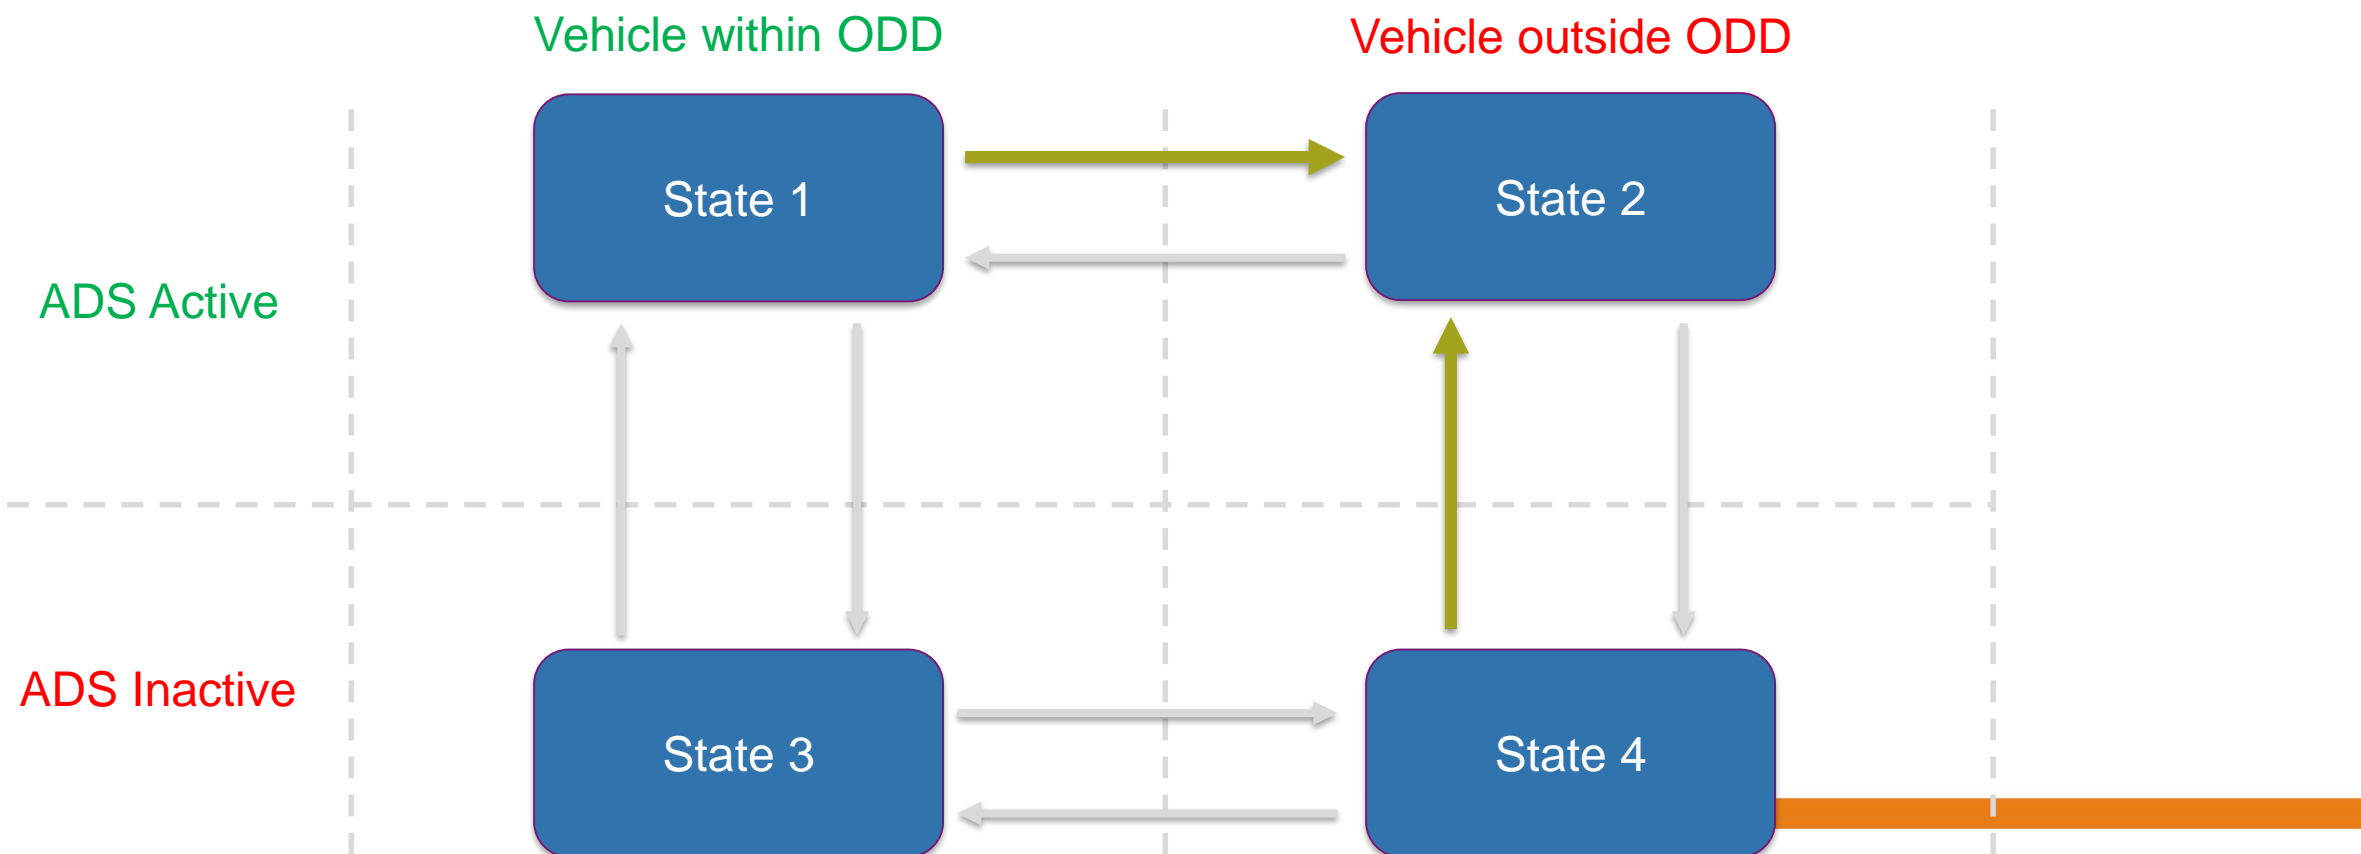 Vehicle within ODD
Vehicle outside ODD
State 1
State 2
ADS Active
ADS Inactive
State 3
State 4